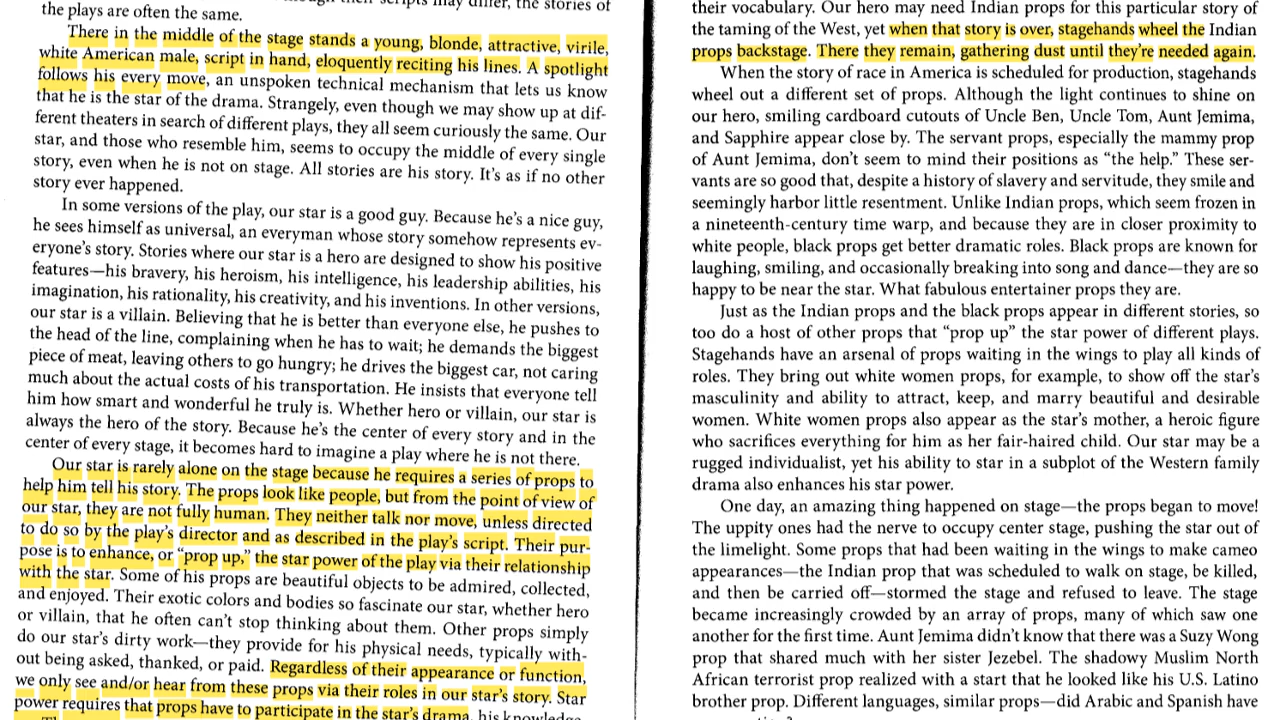 scripts may differ, the stories of
the plays are often the same.
There in the middle of the stage stands a young, blonde, attractive, virile,
white American male, script in hand, eloquently reciting his lines. A spotlight
follows his every move, an unspoken technical mechanism that lets us know
that he is the star of the drama. Strangely, even though we may show up at dif-
ferent theaters in search of different plays, they all seem curiously the same. Our
star, and those who resemble him, seems to occupy the middle of every single
story, even when he is not on stage. All stories are his story. It's as if no other
story ever happened.
In some versions of the play, our star is a good guy. Because he's a nice guy,
he sees himself as universal, an everyman whose story somehow represents ev-
eryone's story. Stories where our star is a hero are designed to show his positive
features—his bravery, his heroism, his intelligence, his leadership abilities, his
imagination, his rationality, his creativity, and his inventions. In other versions,
our star is a villain. Believing that he is better than everyone else, he pushes to
the head of the line, complaining when he has to wait; he demands the biggest
piece of meat, leaving others to go hungry; he drives the biggest car, not caring
much about the actual costs of his transportation. He insists that everyone tell
him how smart and wonderful he truly is. Whether hero or villain, our star is
always the hero of the story. Because he's the center of every story and in the
center of every stage, it becomes hard to imagine a play where he is not there.
Our star is rarely alone on the stage because he requires a series of props to
help him tell his story. The props look like people, but from the point of view of
our star, they are not fully human. They neither talk nor move, unless directed
to do so by the play's director and as described in the play's script. Their pur-
pose is to enhance, or "prop up," the star power of the play via their relationship
with the star. Some of his props are beautiful objects to be admired, collected,
and enjoyed. Their exotic colors and bodies so fascinate our star, whether hero
or villain, that he often can't stop thinking about them. Other props simply
do our star's dirty work—they provide for his physical needs, typically with-
out being asked, thanked, or paid. Regardless of their appearance or function,
we only see and/or hear from these props via their roles in our star's story. Star
power requires that props have to participate in the star's drama, his knowledge
their vocabulary. Our hero may need Indian props for this particular story of
the taming of the West, yet when that story is over, stagehands wheel the Indian
props backstage. There they remain, gathering dust until they're needed again.
When the story of race in America is scheduled for production, stagehands
wheel out a different set of props. Although the light continues to shine on
our hero, smiling cardboard cutouts of Uncle Ben, Uncle Tom, Aunt Jemima,
and Sapphire appear close by. The servant props, especially the mammy prop
of Aunt Jemima, don't seem to mind their positions as "the help." These ser-
vants are so good that, despite a history of slavery and servitude, they smile and
seemingly harbor little resentment. Unlike Indian props, which seem frozen in
a nineteenth-century time warp, and because they are in closer proximity to
white people, black props get better dramatic roles. Black props are known for
laughing, smiling, and occasionally breaking into song and dance—they are so
happy to be near the star. What fabulous entertainer props they are.
Just as the Indian props and the black props appear in different stories, so
too do a host of other props that "prop up" the star power of different plays.
Stagehands have an arsenal of props waiting in the wings to play all kinds of
roles. They bring out white women props, for example, to show off the star's
masculinity and ability to attract, keep, and marry beautiful and desirable
women. White women props also appear as the star's mother, a heroic figure
who sacrifices everything for him as her fair-haired child. Our star may be a
rugged individualist, yet his ability to star in a subplot of the Western family
drama also enhances his star power.
One day, an amazing thing happened on stage—the props began to move!
The uppity ones had the nerve to occupy center stage, pushing the star out of
the limelight. Some props that had been waiting in the wings to make cameo
appearances—the Indian prop that was scheduled to walk on stage, be killed,
and then be carried off—stormed the stage and refused to leave. The stage
became increasingly crowded by an array of props, many of which saw one
another for the first time. Aunt Jemima didn't know that there was a Suzy Wong
prop that shared much with her sister Jezebel. The shadowy Muslim North
African terrorist prop realized with a start that he looked like his U.S. Latino
brother prop. Different languages, similar props—did Arabic and Spanish have